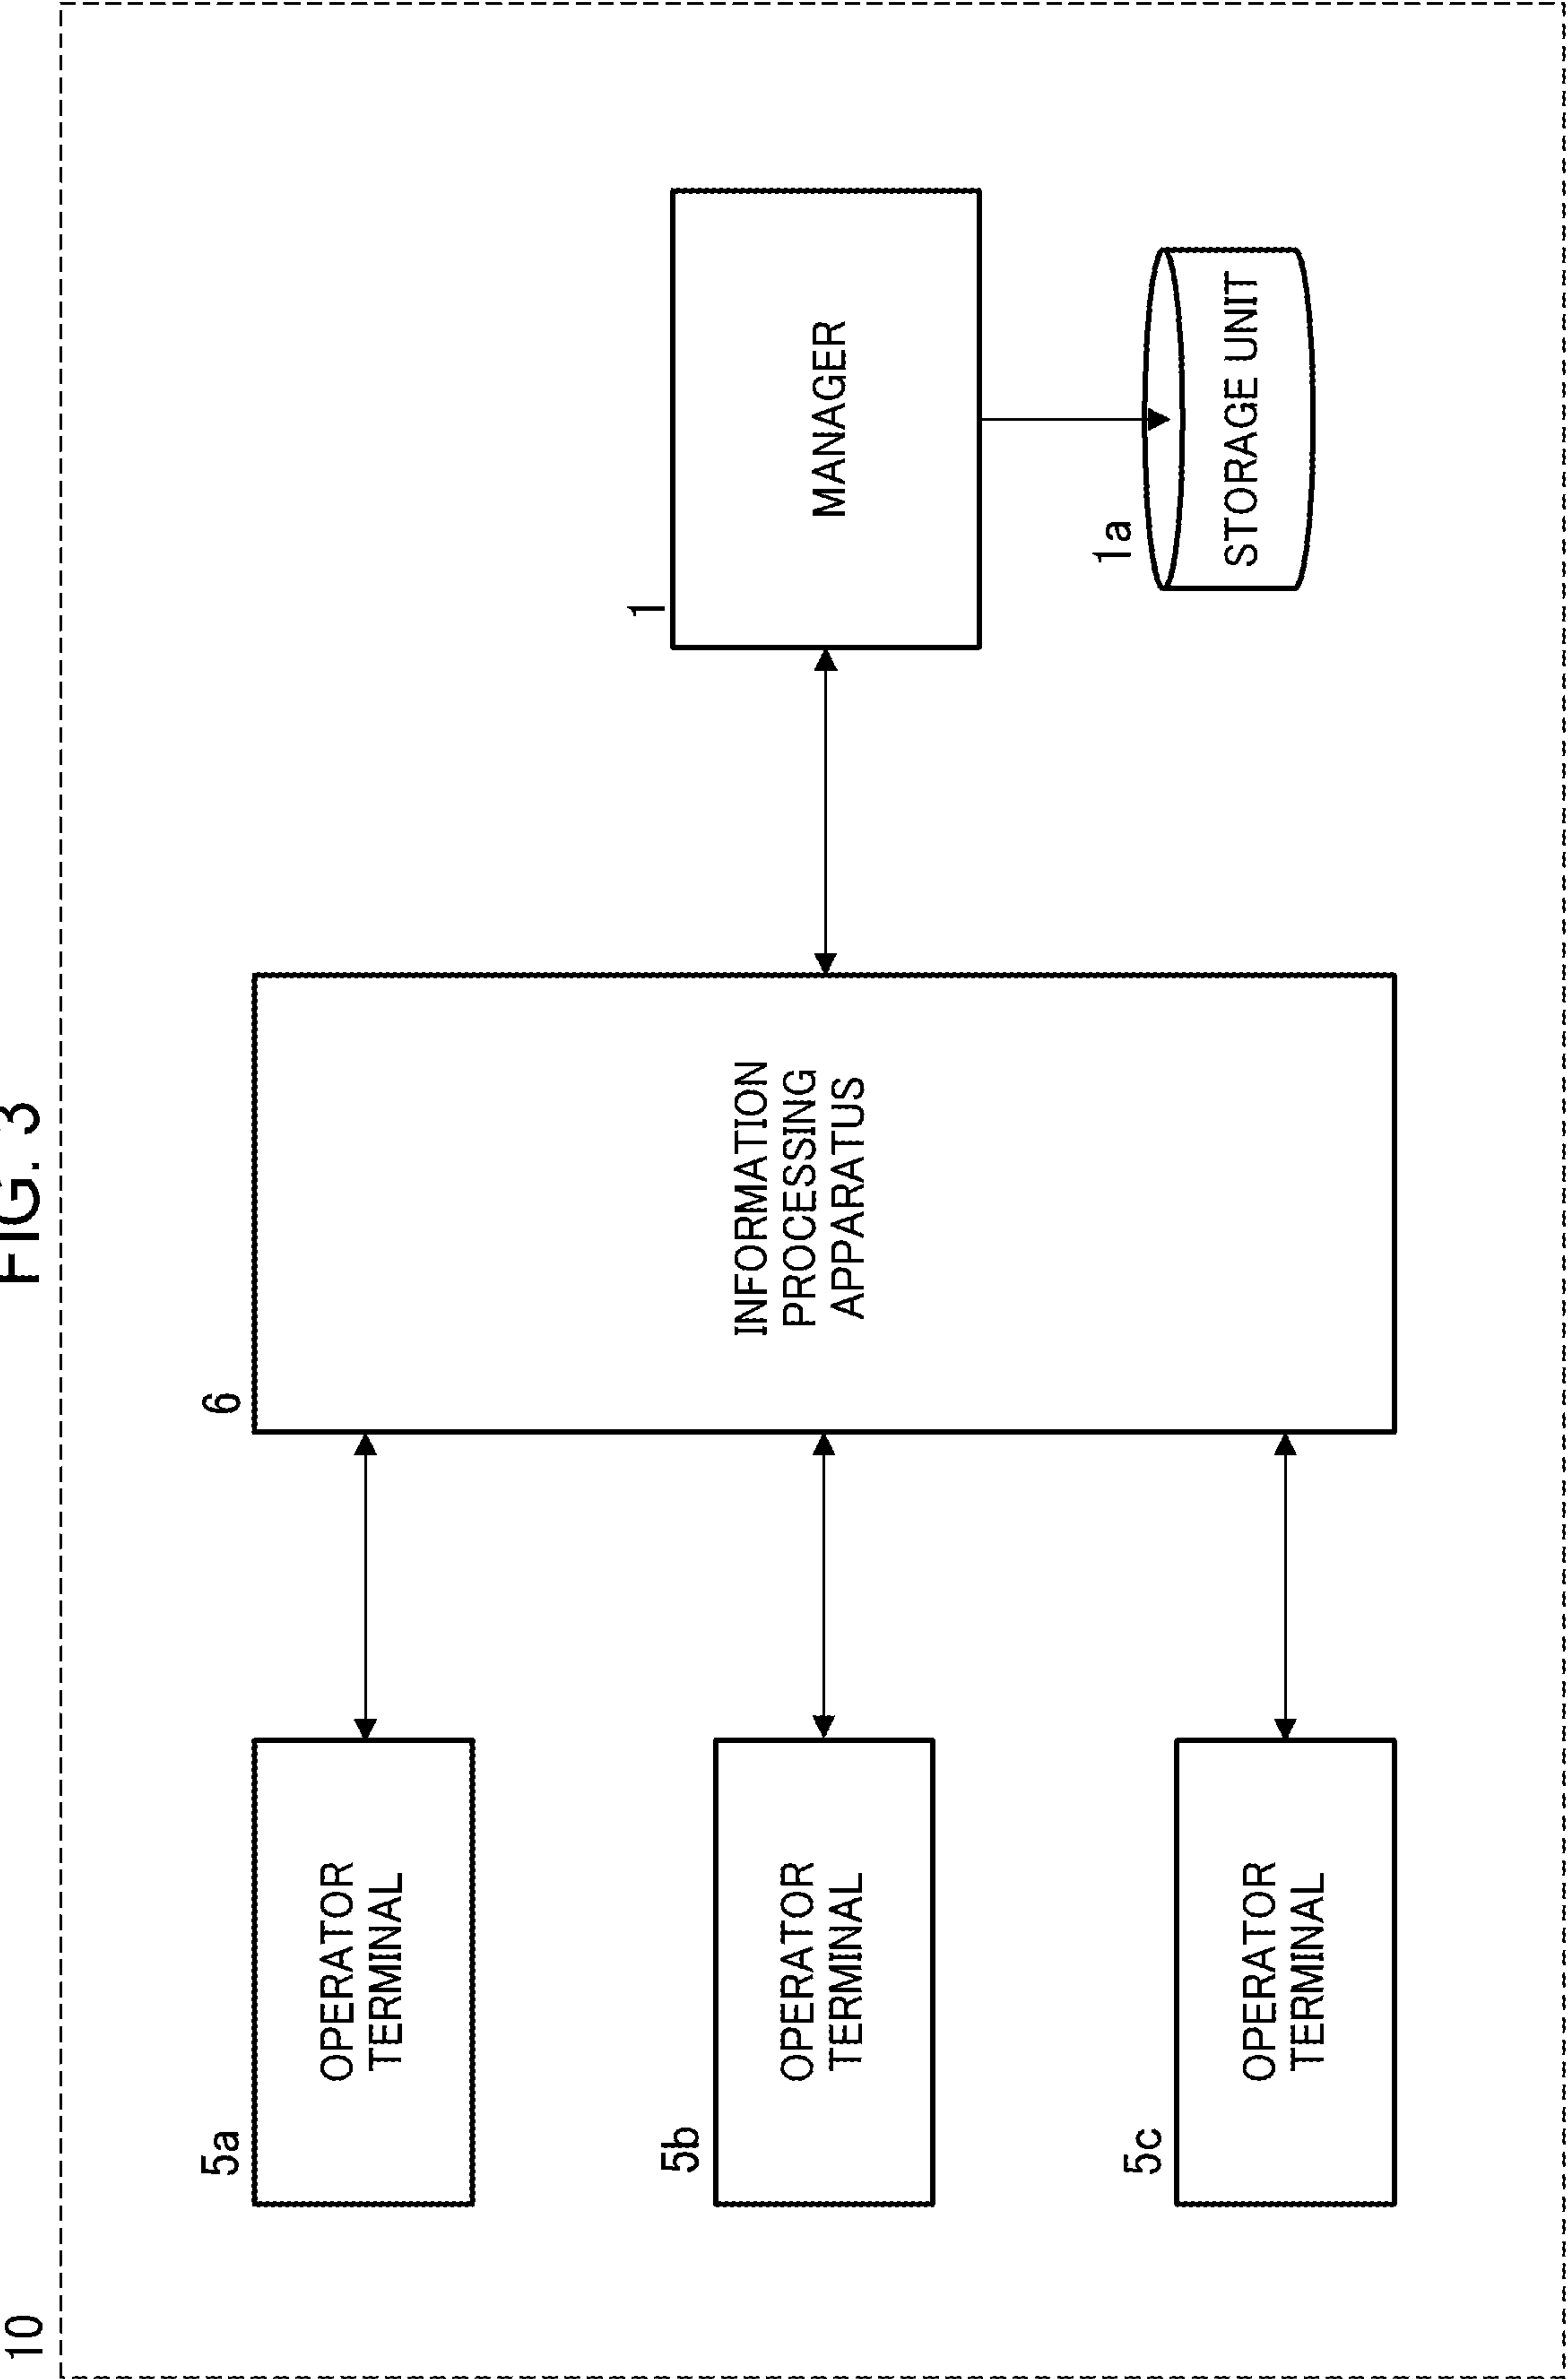 FIG. 3
10
5a
OPERATOR
TERMINAL
5b
OPERATOR
TERMINAL
5c
OPERATOR
TERMINAL
6
INFORMATION
PROCESSING
APPARATUS
1
MANAGER
1a
STORAGE UNIT